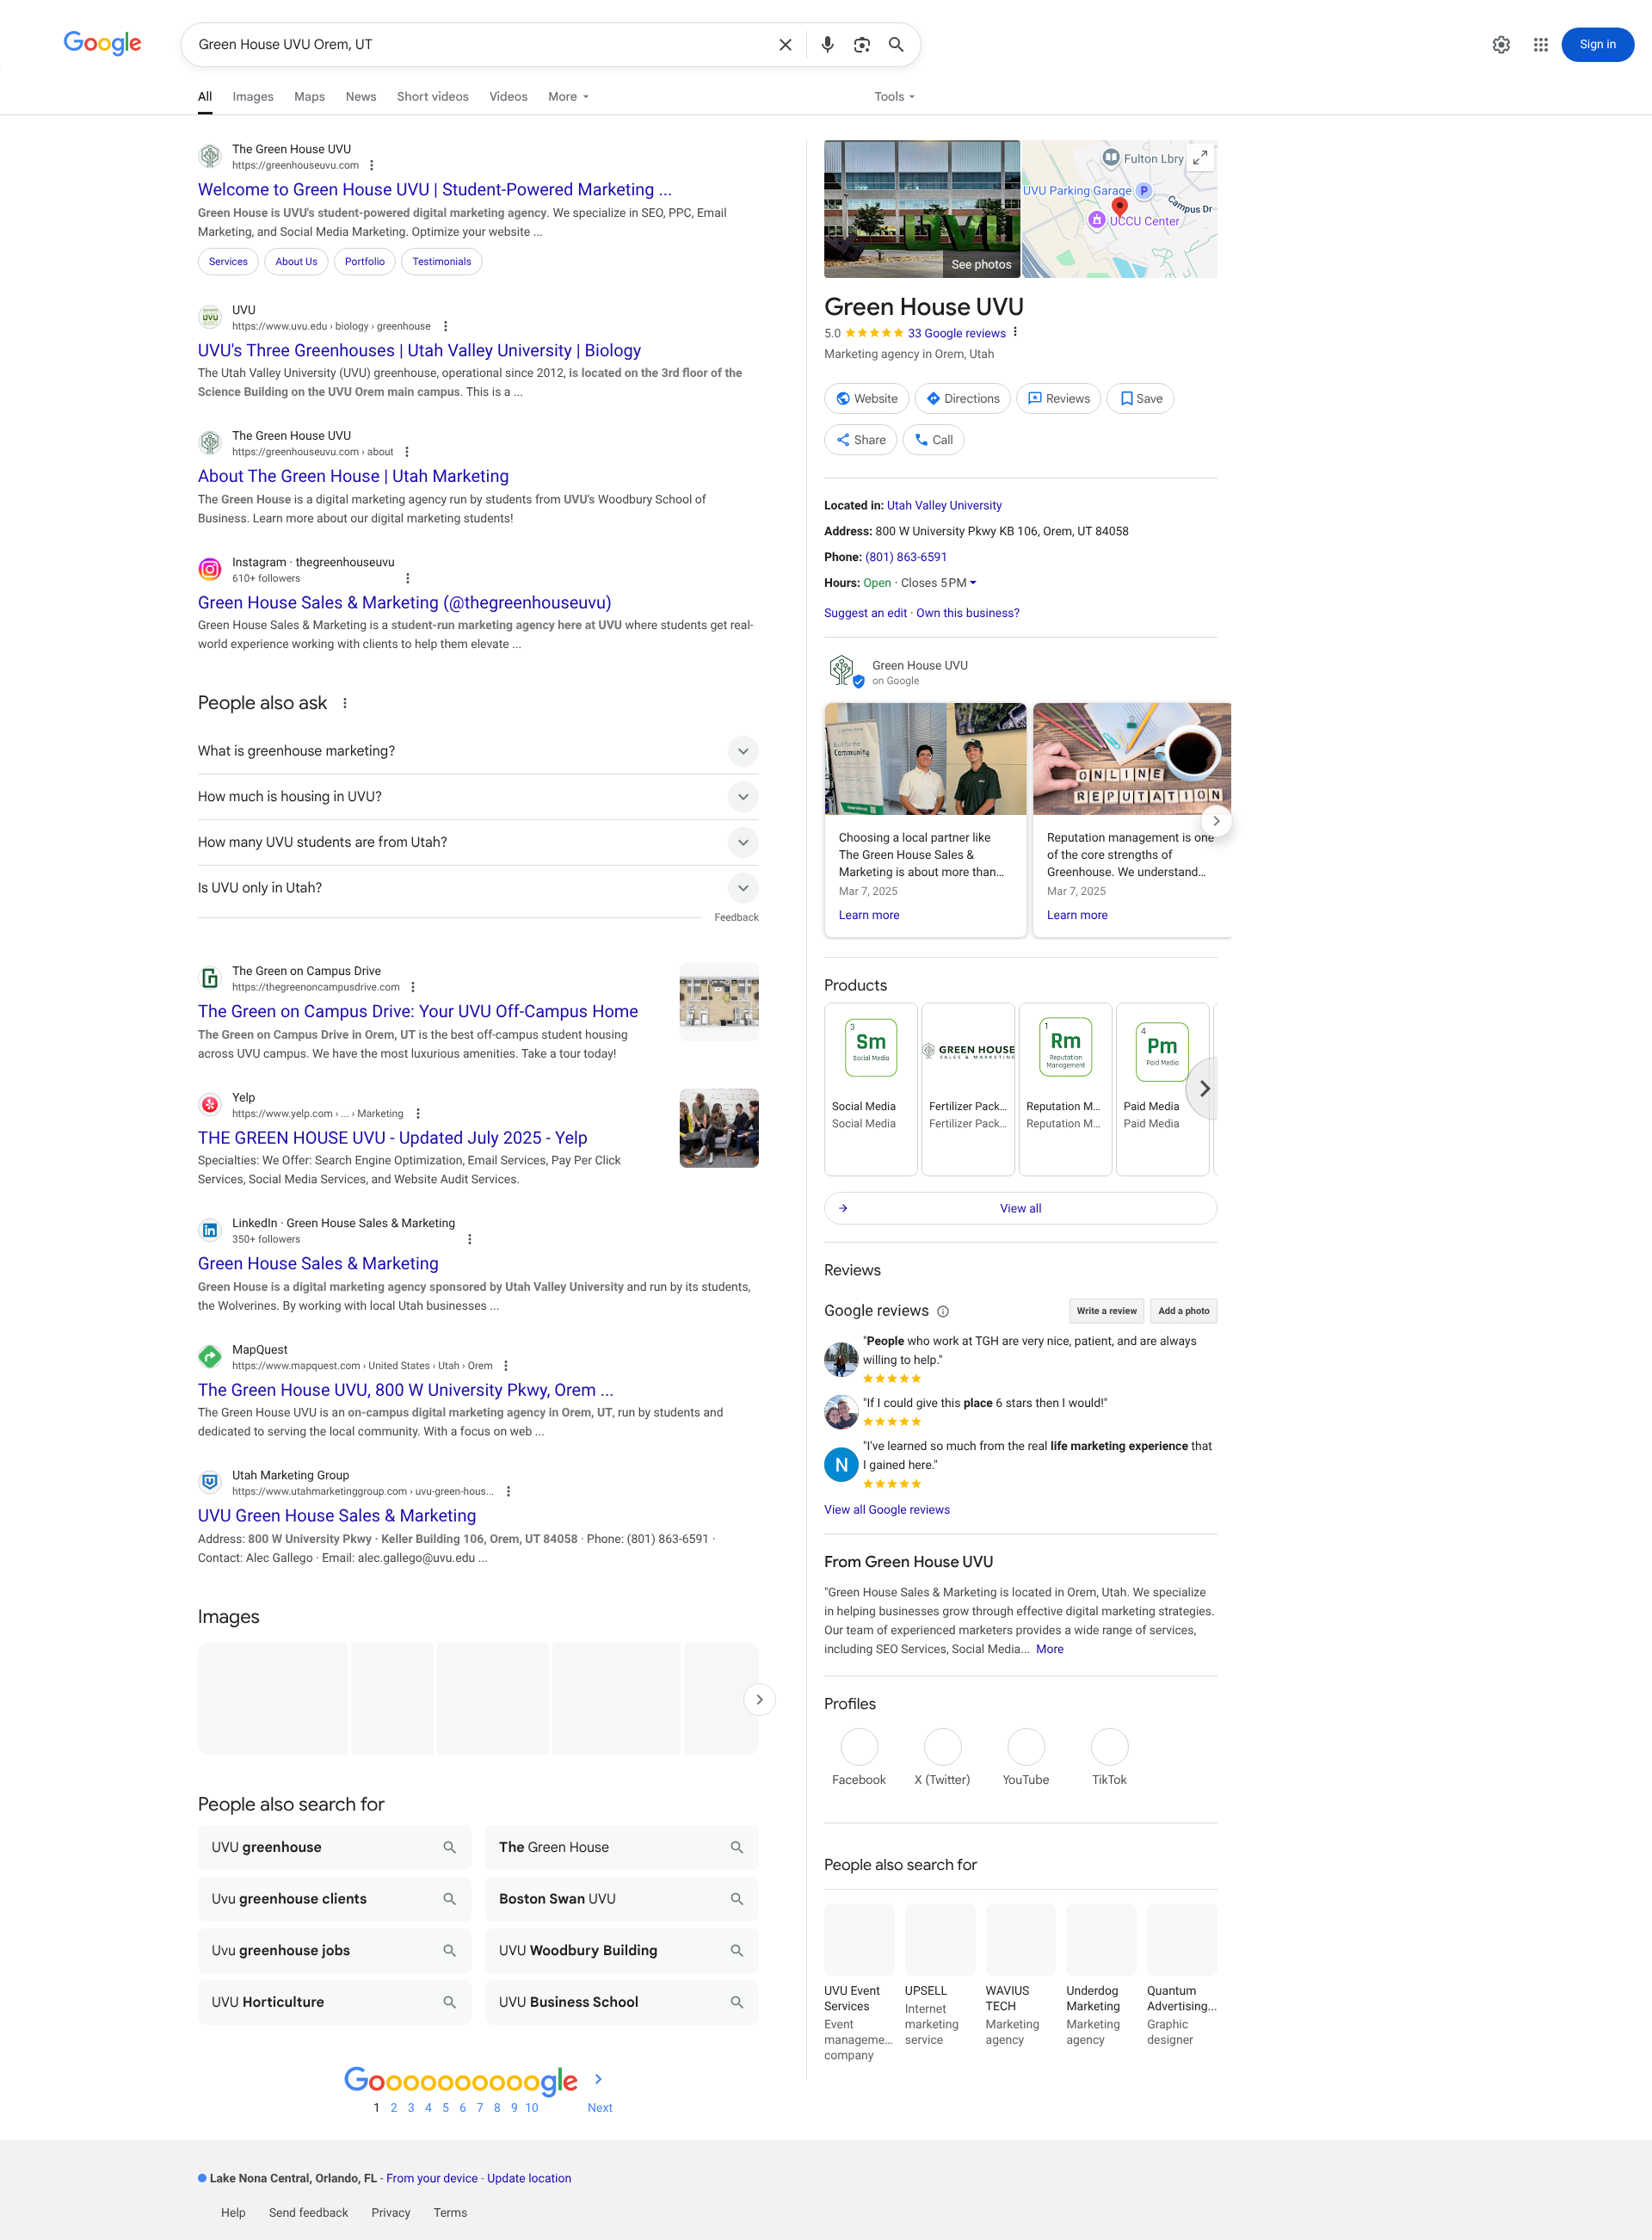 Google
Green House UVU Orem, UT
Sign in
All Images Maps News Short videos Videos More Tools
The Green House UVU
https://greenhouseuvu.com
Welcome to Green House UVU | Student-Powered Marketing ...
Green House is UVU's student-powered digital marketing agency. We specialize in SEO, PPC, Email
Marketing, and Social Media Marketing. Optimize your website ...
Services About Us Portfolio Testimonials
UVU
https://www.uvu.edu › biology › greenhouse
UVU's Three Greenhouses | Utah Valley University | Biology
The Utah Valley University (UVU) greenhouse, operational since 2012, is located on the 3rd floor of the
Science Building on the UVU Orem main campus. This is a ...
The Green House UVU
https://greenhouseuvu.com › about
About The Green House | Utah Marketing
The Green House is a digital marketing agency run by students from UVU's Woodbury School of
Business. Learn more about our digital marketing students!
Instagram · thegreenhouseuvu
610+ followers
Green House Sales & Marketing (@thegreenhouseuvu)
Green House Sales & Marketing is a student-run marketing agency here at UVU where students get real-
world experience working with clients to help them elevate ...
People also ask
What is greenhouse marketing?
How much is housing in UVU?
How many UVU students are from Utah?
Is UVU only in Utah?
Feedback
The Green on Campus Drive
https://thegreenoncampusdrive.com
The Green on Campus Drive: Your UVU Off-Campus Home
The Green on Campus Drive in Orem, UT is the best off-campus student housing
across UVU campus. We have the most luxurious amenities. Take a tour today!
Yelp
https://www.yelp.com › ... › Marketing
THE GREEN HOUSE UVU - Updated July 2025 - Yelp
Specialties: We Offer: Search Engine Optimization, Email Services, Pay Per Click
Services, Social Media Services, and Website Audit Services.
LinkedIn · Green House Sales & Marketing
350+ followers
Green House Sales & Marketing
Green House is a digital marketing agency sponsored by Utah Valley University and run by its students,
the Wolverines. By working with local Utah businesses ...
MapQuest
https://www.mapquest.com › United States › Utah › Orem
The Green House UVU, 800 W University Pkwy, Orem ...
The Green House UVU is an on-campus digital marketing agency in Orem, UT, run by students and
dedicated to serving the local community. With a focus on web ...
Utah Marketing Group
https://www.utahmarketinggroup.com › uvu-green-hous...
UVU Green House Sales & Marketing
Address: 800 W University Pkwy · Keller Building 106, Orem, UT 84058 · Phone: (801) 863-6591 ·
Contact: Alec Gallego · Email: alec.gallego@uvu.edu ...
Images
People also search for
UVU greenhouse
The Green House
Uvu greenhouse clients
Boston Swan UVU
Uvu greenhouse jobs
UVU Woodbury Building
UVU Horticulture
UVU Business School
Goooooooooogle
1 2 3 4 5 6 7 8 9 10 Next
UVU
See photos
Fulton Lbry
UVU Parking Garage P
Campus Dr
UCCU Center
Green House UVU
5.0 33 Google reviews
Marketing agency in Orem, Utah
Website Directions Reviews Save
Share Call
Located in: Utah Valley University
Address: 800 W University Pkwy KB 106, Orem, UT 84058
Phone: (801) 863-6591
Hours: Open · Closes 5 PM
Suggest an edit · Own this business?
Green House UVU
on Google
Built for the
Community
Choosing a local partner like
The Green House Sales &
Marketing is about more than...
Mar 7, 2025
Learn more
ONLINE
REPUTATION
Reputation management is one
of the core strengths of
Greenhouse. We understand...
Mar 7, 2025
Learn more
Products
3
Sm
Social Media
Social Media
Social Media
GREEN HOUSE
SALES & MARKETING
Fertilizer Pack...
Fertilizer Pack...
1
Rm
Reputation
Management
Reputation M...
Reputation M...
4
Pm
Paid Media
Paid Media
Paid Media
View all
Reviews
Google reviews
Write a review Add a photo
"People who work at TGH are very nice, patient, and are always
willing to help."
"If I could give this place 6 stars then I would!"
N
"I've learned so much from the real life marketing experience that
I gained here."
View all Google reviews
From Green House UVU
"Green House Sales & Marketing is located in Orem, Utah. We specialize
in helping businesses grow through effective digital marketing strategies.
Our team of experienced marketers provides a wide range of services,
including SEO Services, Social Media... More
Profiles
Facebook X (Twitter) YouTube TikTok
People also search for
UVU Event
Services
Event
manageme...
company
UPSELL
Internet
marketing
service
WAVIUS
TECH
Marketing
agency
Underdog
Marketing
Marketing
agency
Quantum
Advertising...
Graphic
designer
Lake Nona Central, Orlando, FL - From your device - Update location
Help Send feedback Privacy Terms